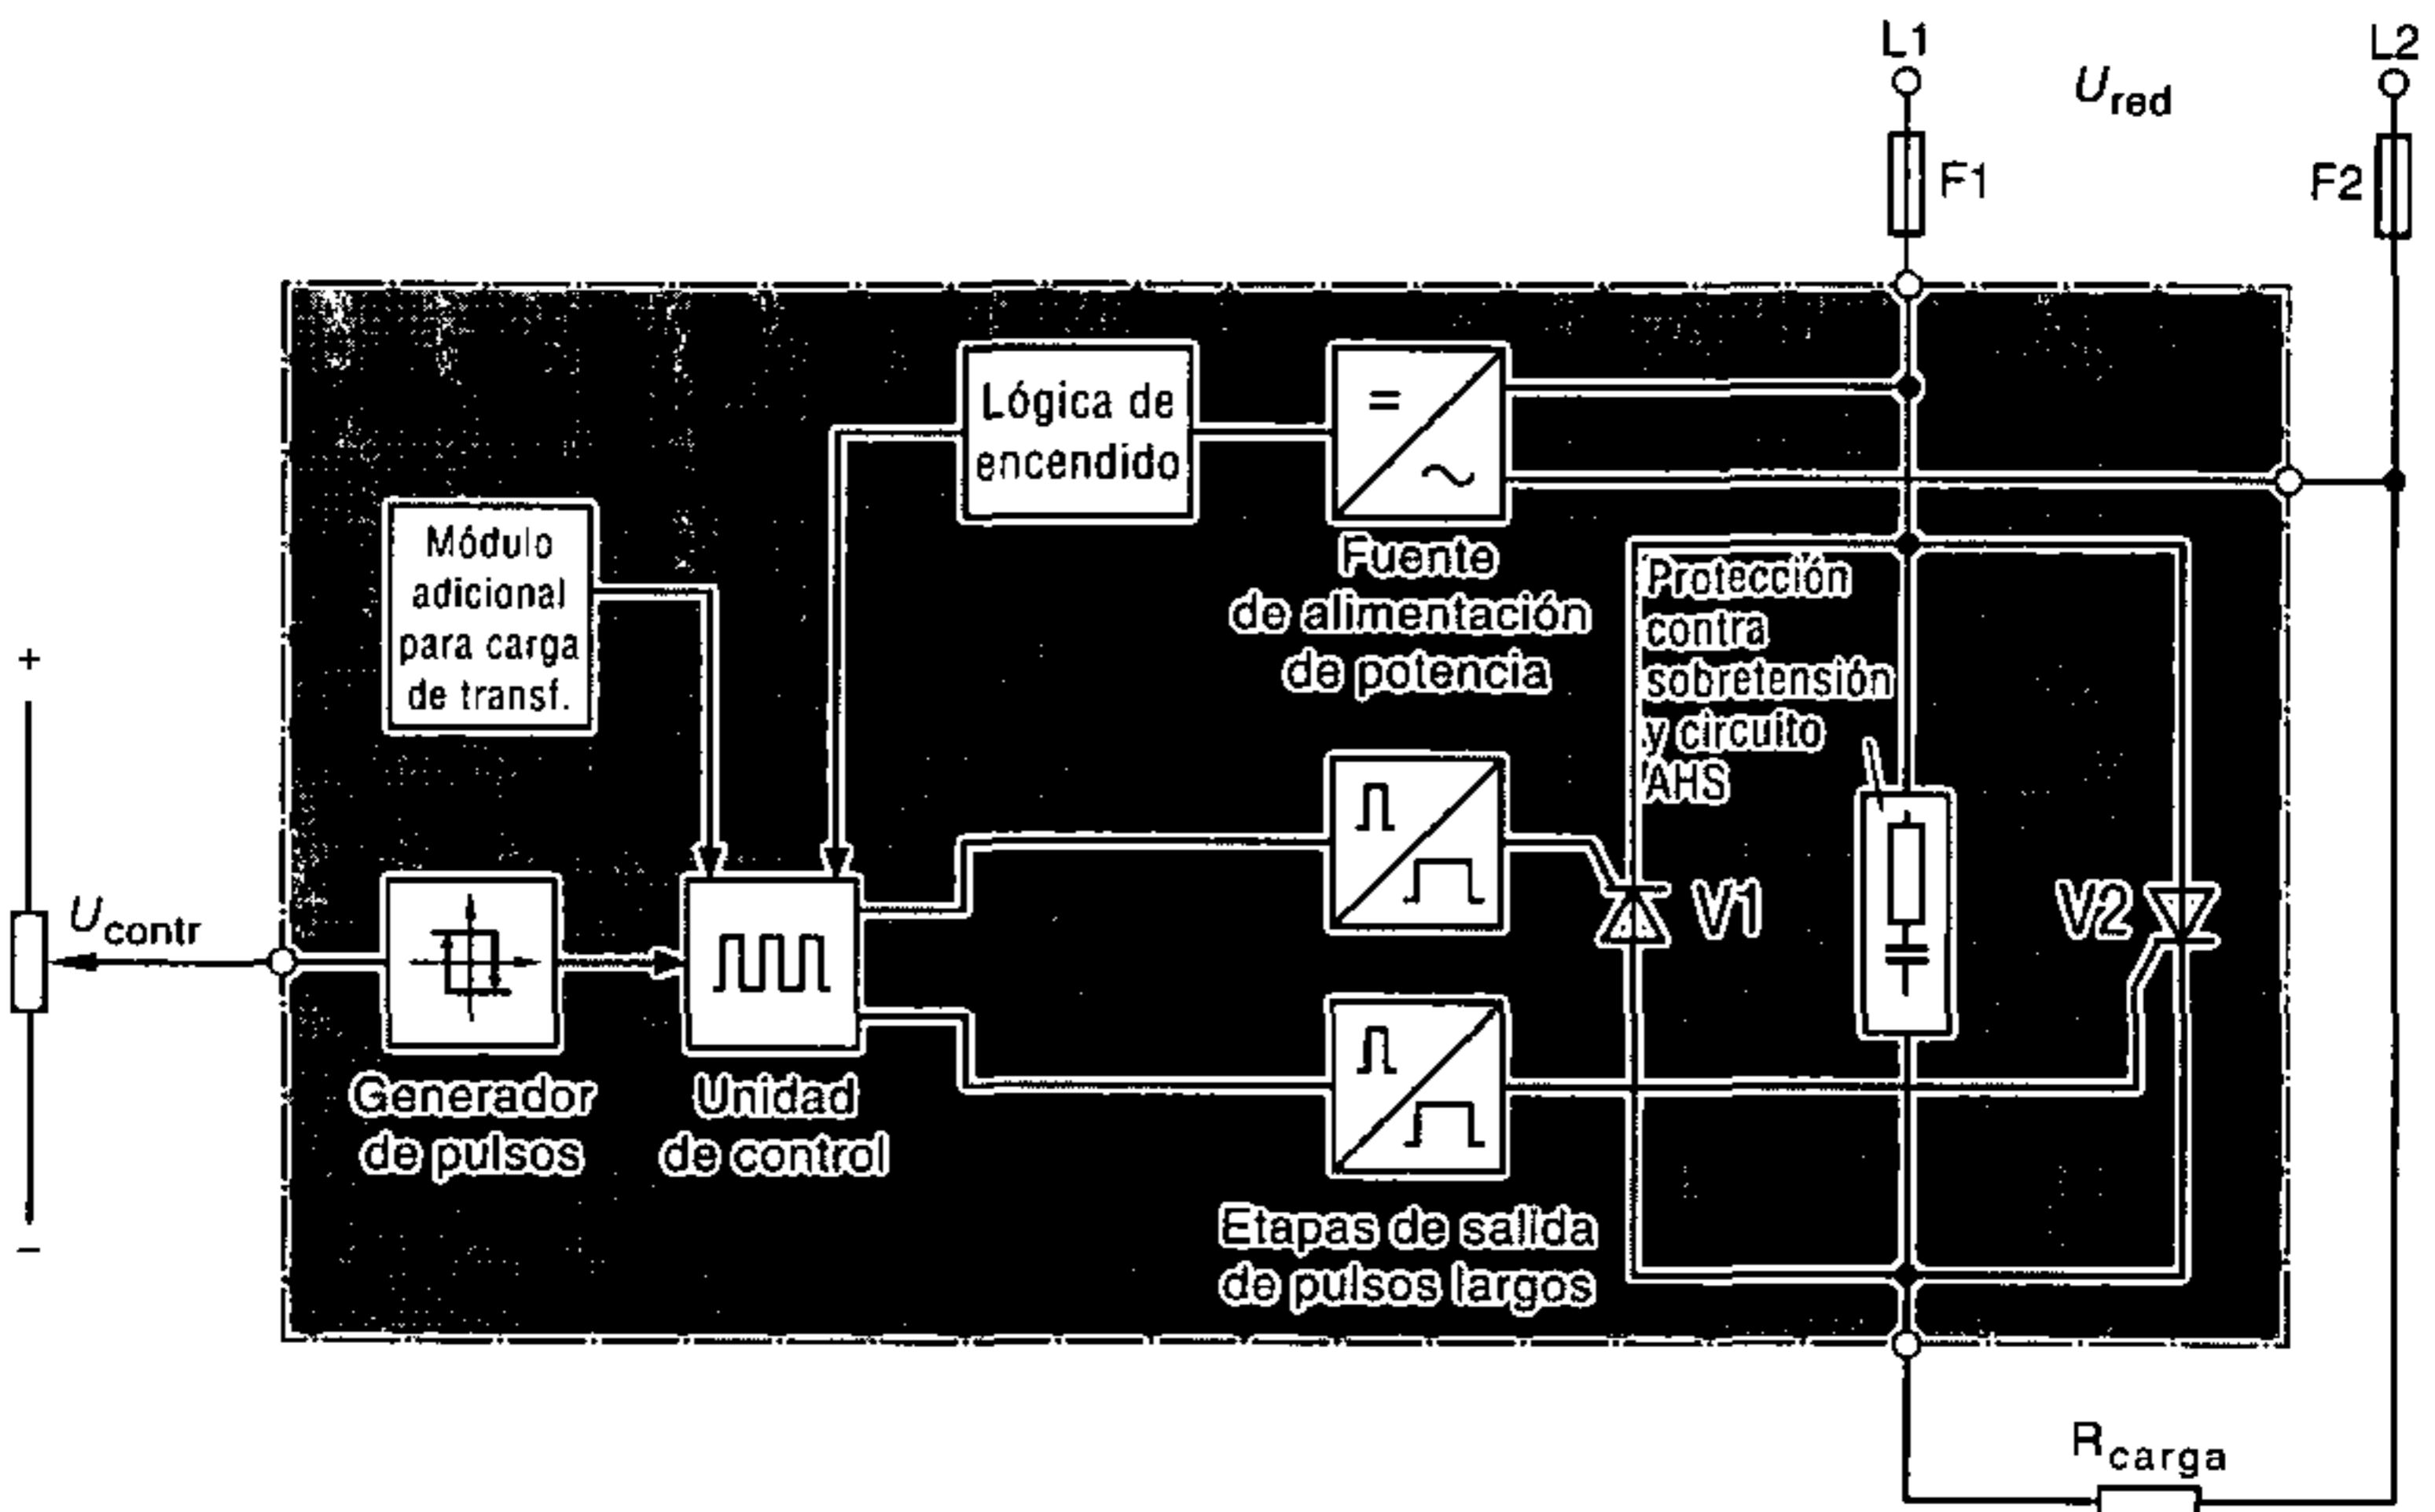 L1
L2
U red
F1
F2
Lógica de
encendido
=
~
Fuente
de alimentación
de potencia
Módulo
adicional
para carga
de transf.
Protección
contra
sobretensión
y circuito
AHS
+
U contr
−
V1
V2
Generador
de pulsos
Unidad
de control
Etapas de salida
de pulsos largos
R carga